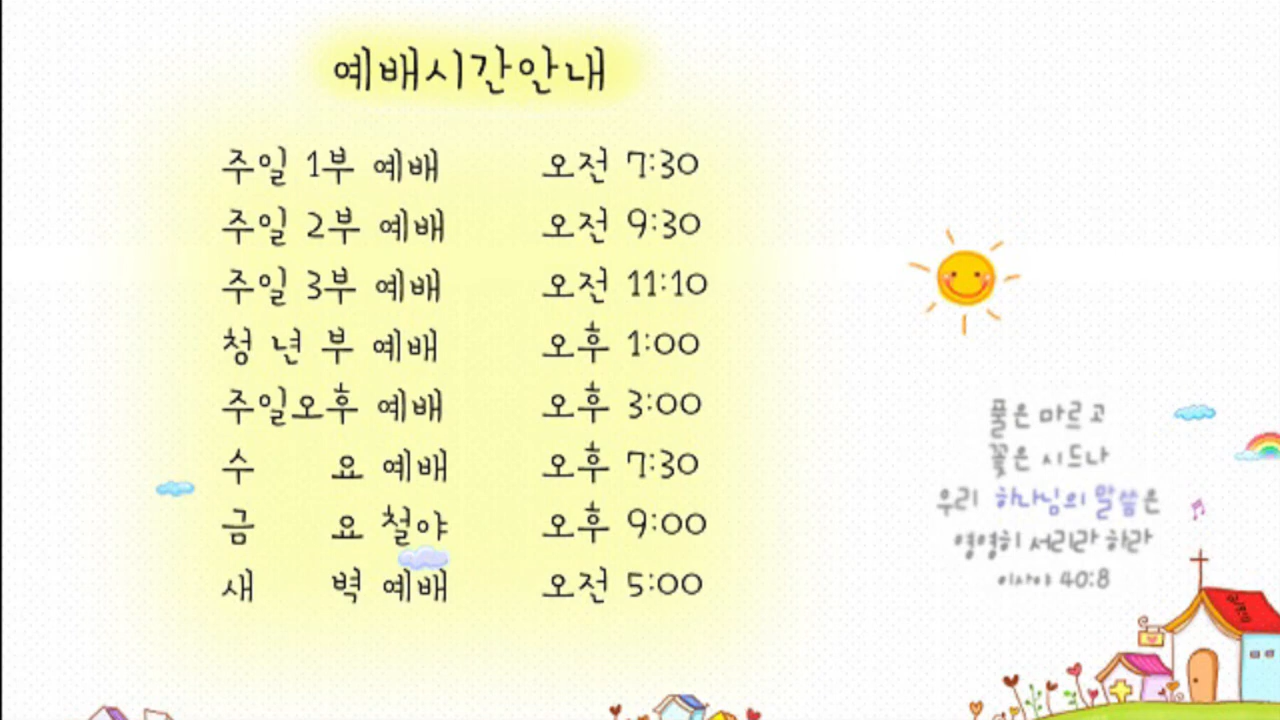 예배시간안내
주일 1부 예배 오전 7:30
주일 2부 예배 오전 9:30
주일 3부 예배 오전 11:10
청 년 부 예배 오후 1:00
주일오후 예배 오후 3:00
수 요 예배 오후 7:30
금 요 철야 오후 9:00
새 벽 예배 오전 5:00
풀은 마르고
꽃은 시드나
우리 하나님의 말씀은
영영히 서리라 하라
이사야 40:8